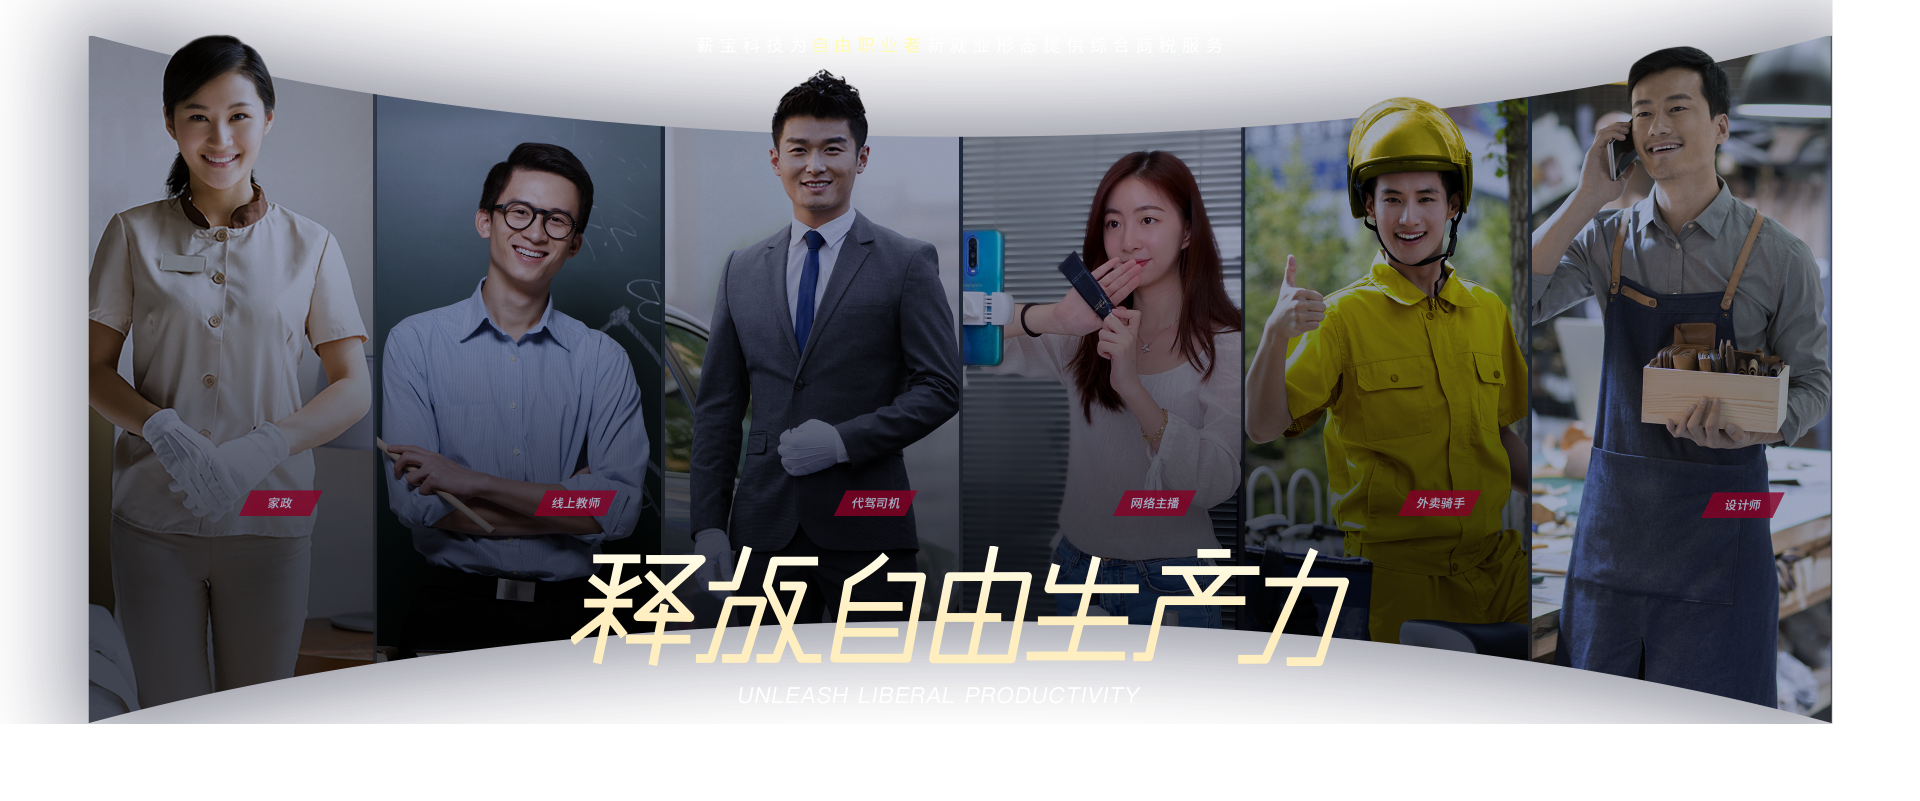 薪宝科技为自由职业者新就业形态提供综合商税服务
家政
线上教师
代驾司机
网络主播
外卖骑手
设计师
释放自由生产力
UNLEASH LIBERAL PRODUCTIVITY